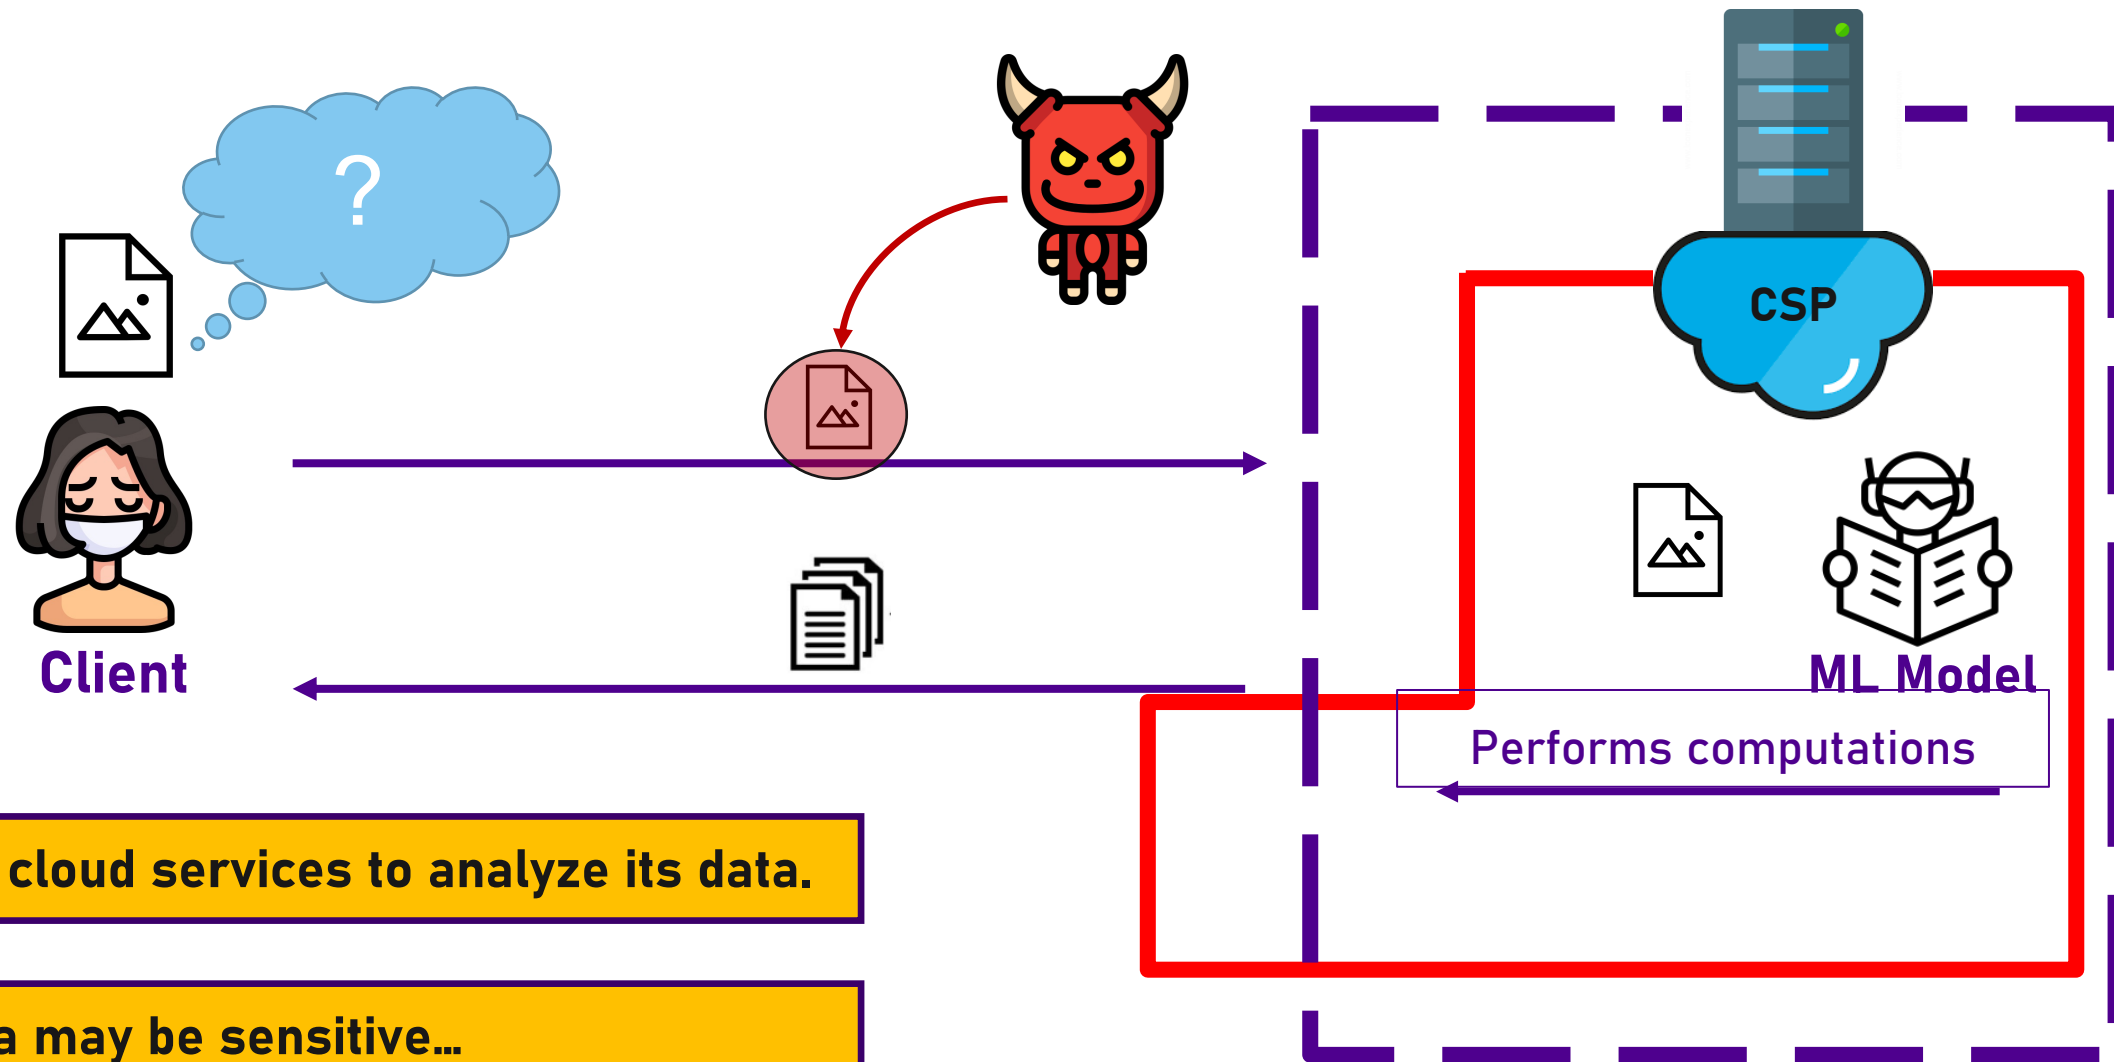 ?
CSP
Client
ML Model
Performs computations
cloud services to analyze its data.
may be sensitive…